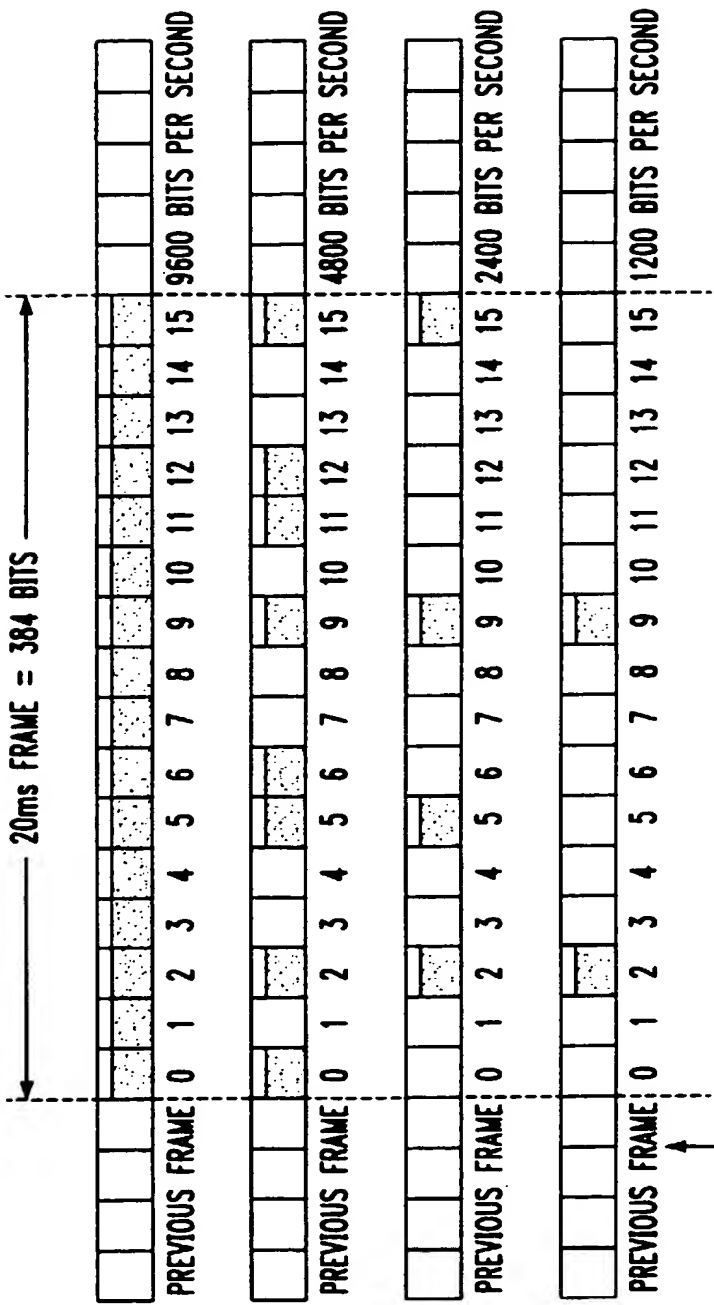 20ms FRAME = 384 BITS
PREVIOUS FRAME 0 1 2 3 4 5 6 7 8 9 10 11 12 13 14 15 9600 BITS PER SECOND
PREVIOUS FRAME 0 1 2 3 4 5 6 7 8 9 10 11 12 13 14 15 4800 BITS PER SECOND
PREVIOUS FRAME 0 1 2 3 4 5 6 7 8 9 10 11 12 13 14 15 2400 BITS PER SECOND
PREVIOUS FRAME 0 1 2 3 4 5 6 7 8 9 10 11 12 13 14 15 1200 BITS PER SECOND